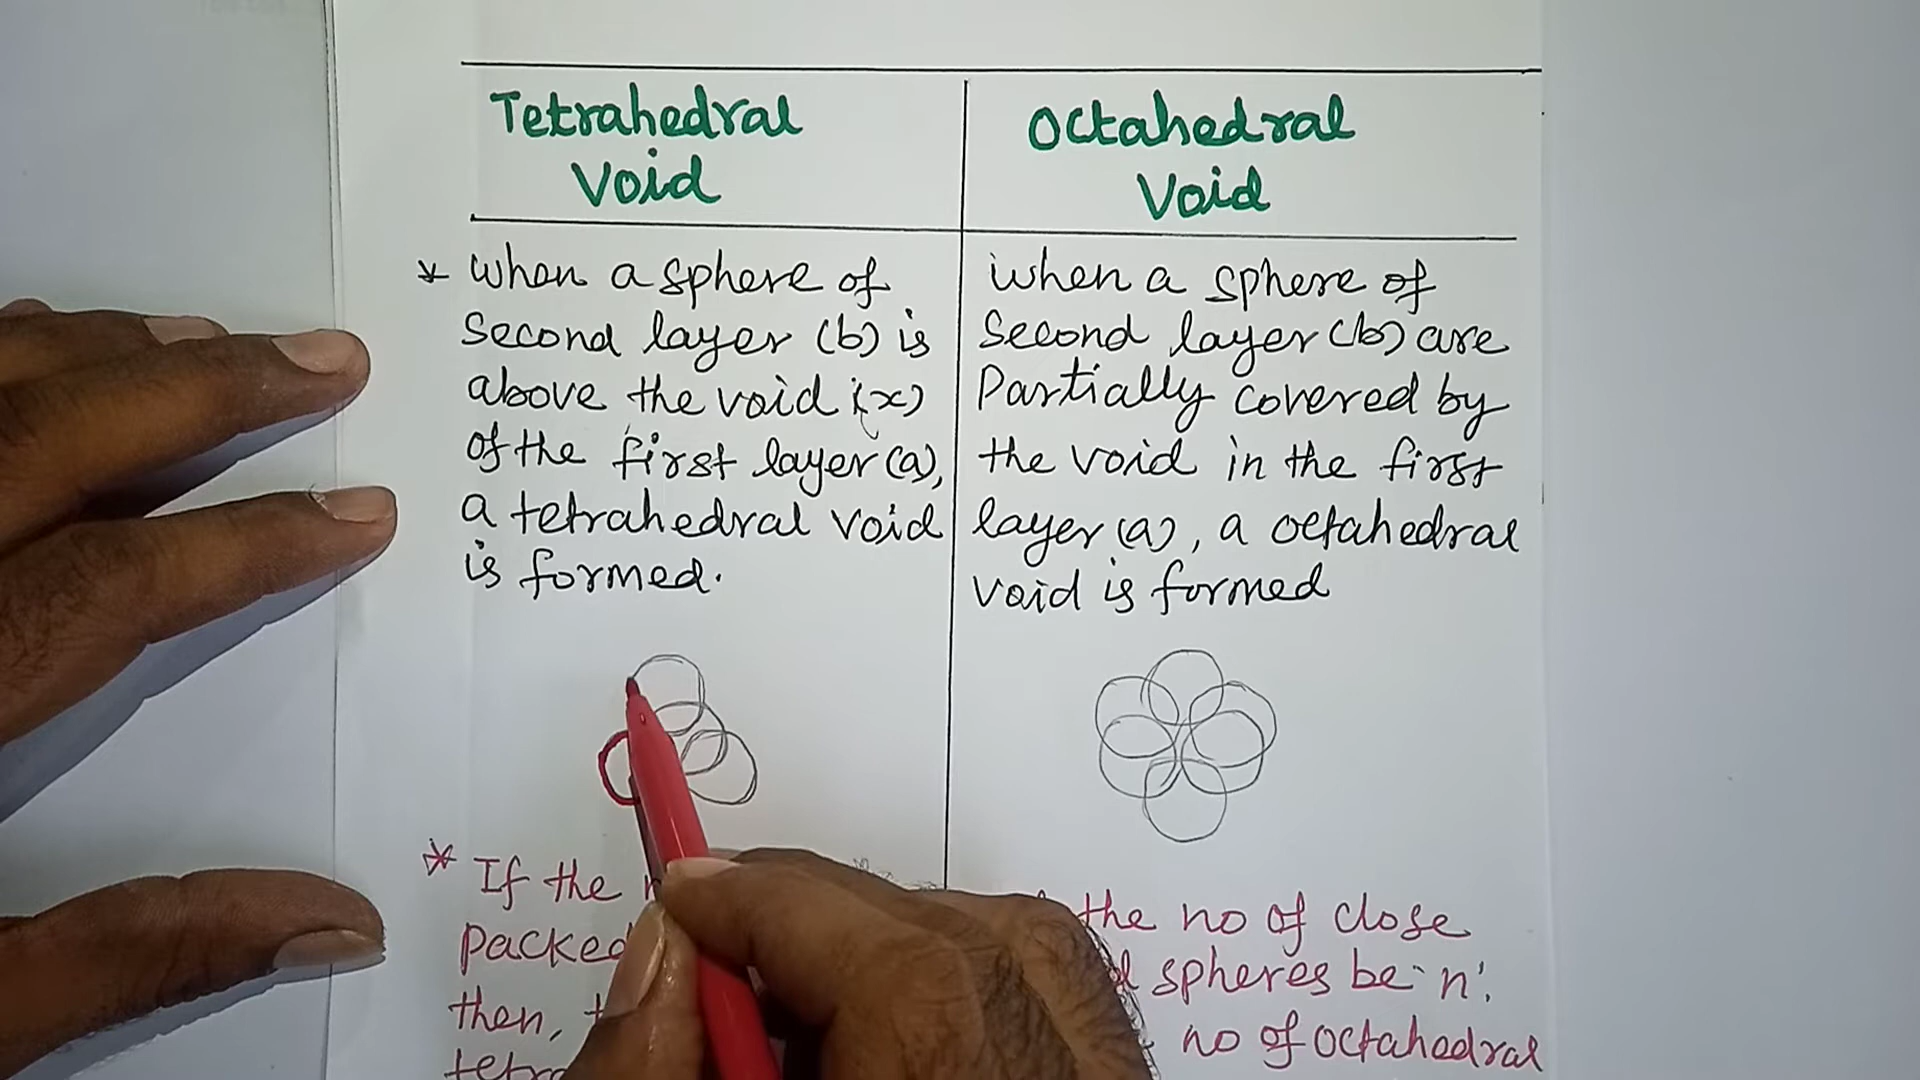 Tetrahedral
Void
* when a sphere of
second layer (b) is
above the void (x)
of the first layer (a),
a tetrahedral void
is formed.
* If the
packed
then,
Octahedral
Void
when a sphere of
second layer (b) are
Partially covered by
the void in the first
layer (a), a octahedral
void is formed
the no of close
spheres be 'n'.
no of octahedral